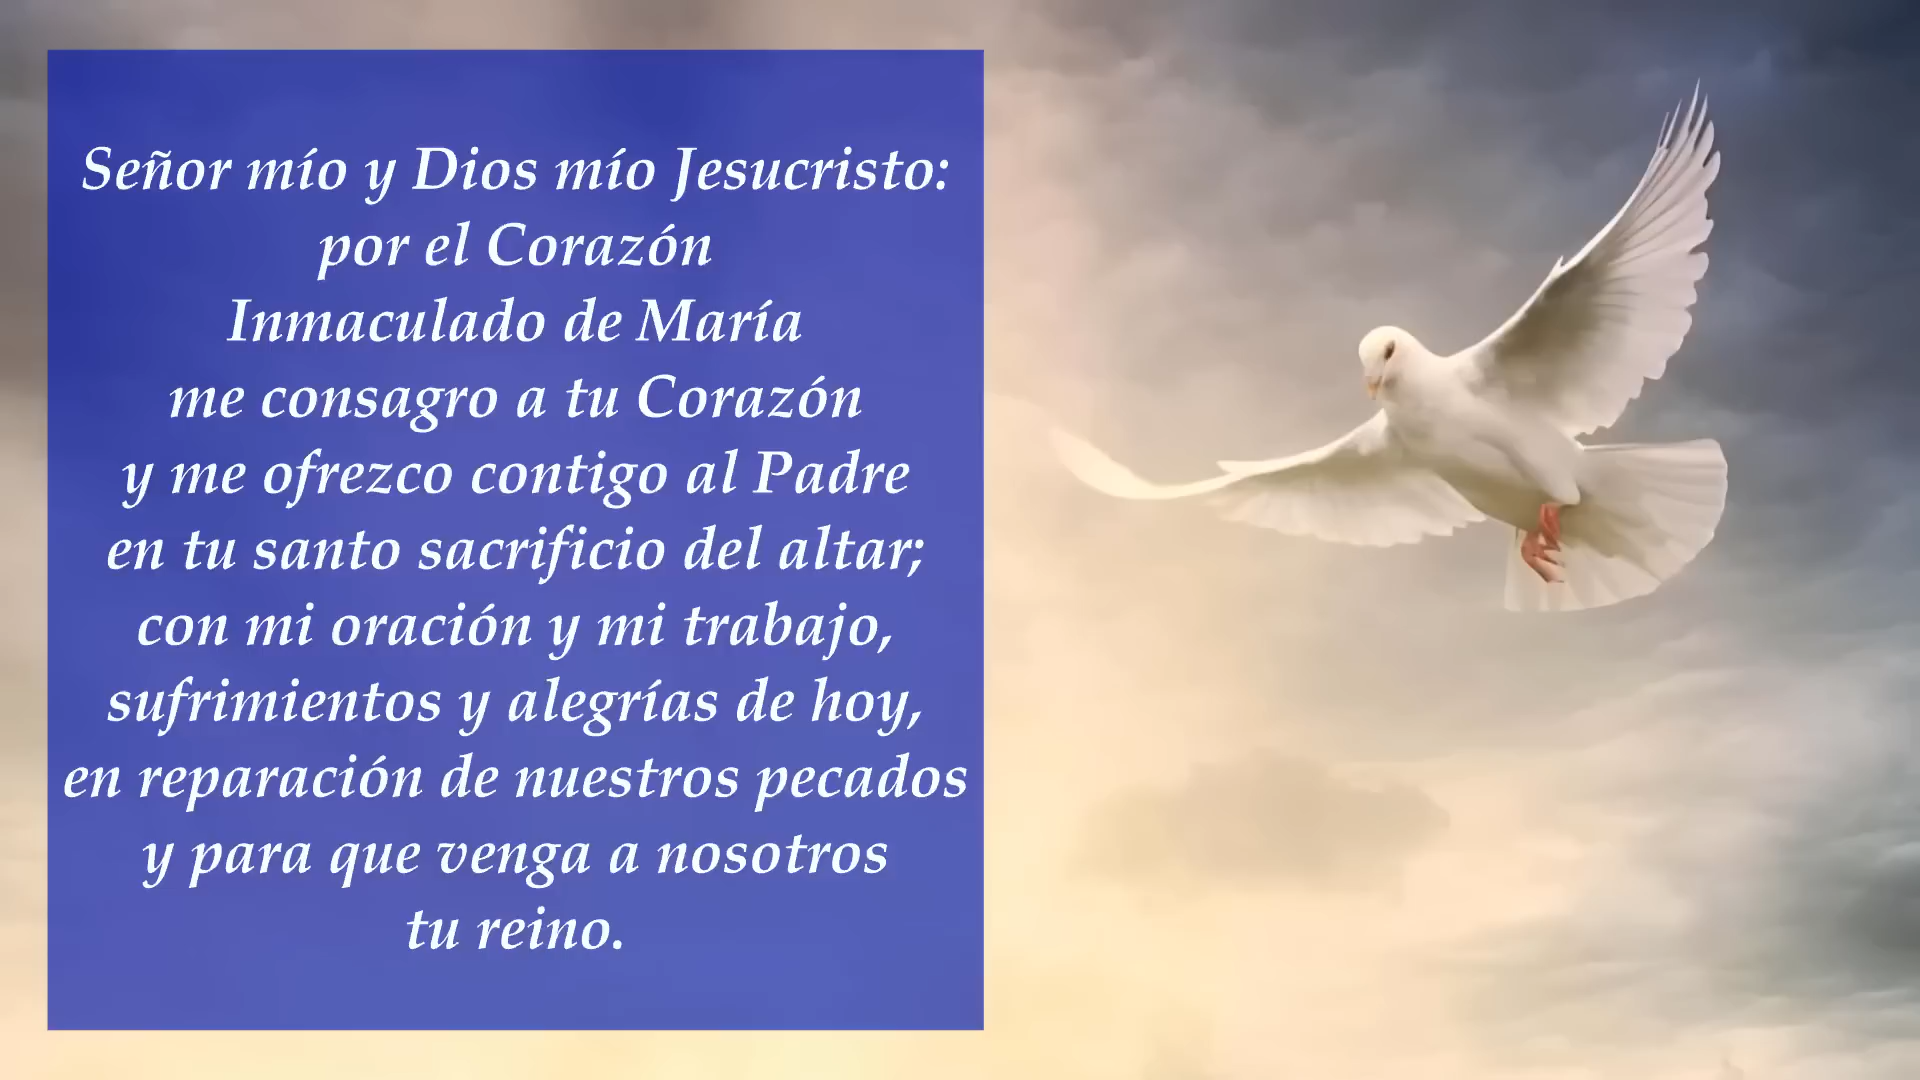 Señor mío y Dios mío Jesucristo:
por el Corazón
Inmaculado de María
me consagro a tu Corazón
y me ofrezco contigo al Padre
en tu santo sacrificio del altar;
con mi oración y mi trabajo,
sufrimientos y alegrías de hoy,
en reparación de nuestros pecados
y para que venga a nosotros
tu reino.